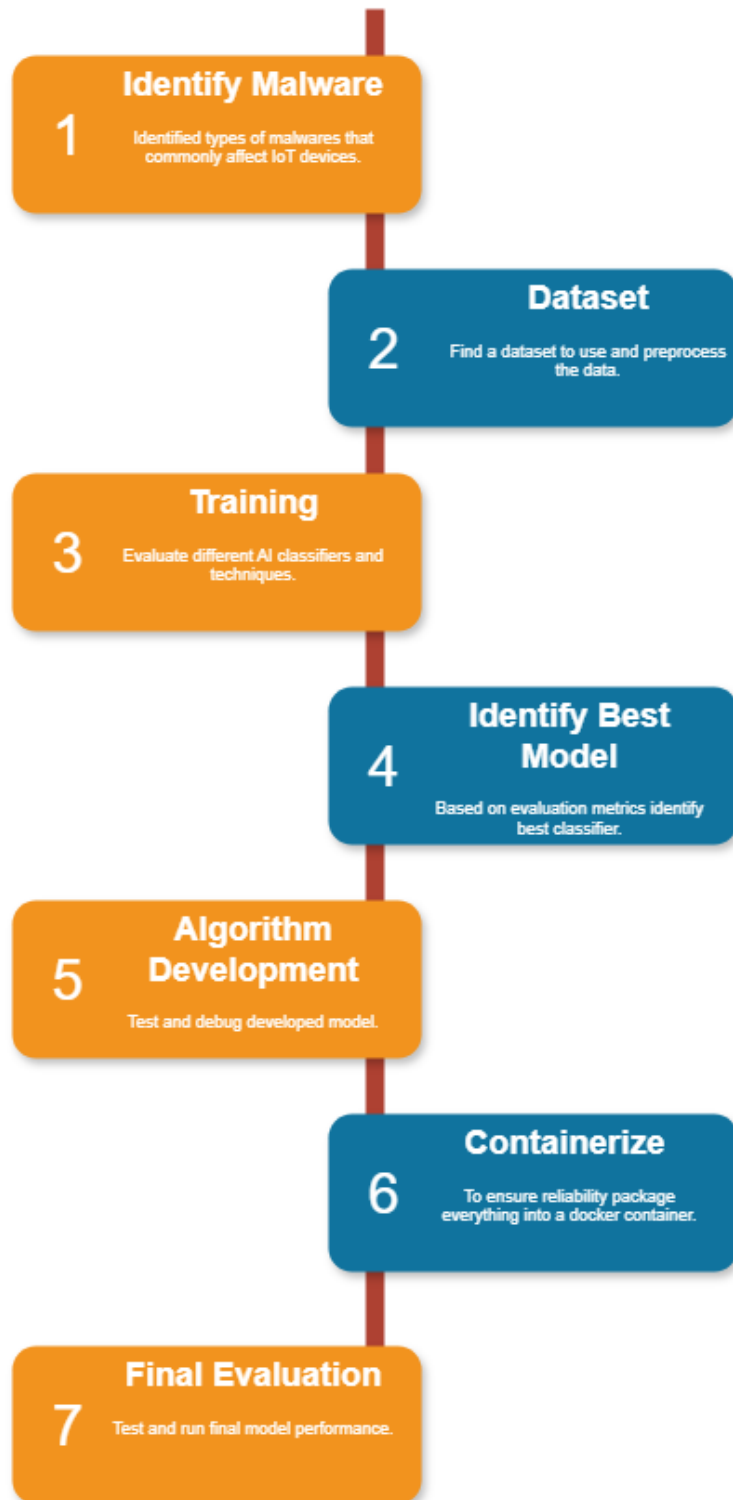 Identify Malware
1
Identified types of malwares that
commonly affect IoT devices.
Dataset
2
Find a dataset to use and preprocess
the data.
Training
3
Evaluate different AI classifiers and
techniques.
Identify Best
Model
4
Based on evaluation metrics identify
best classifier.
Algorithm
Development
5
Test and debug developed model.
Containerize
6
To ensure reliability package
everything into a docker container.
Final Evaluation
7
Test and run final model performance.